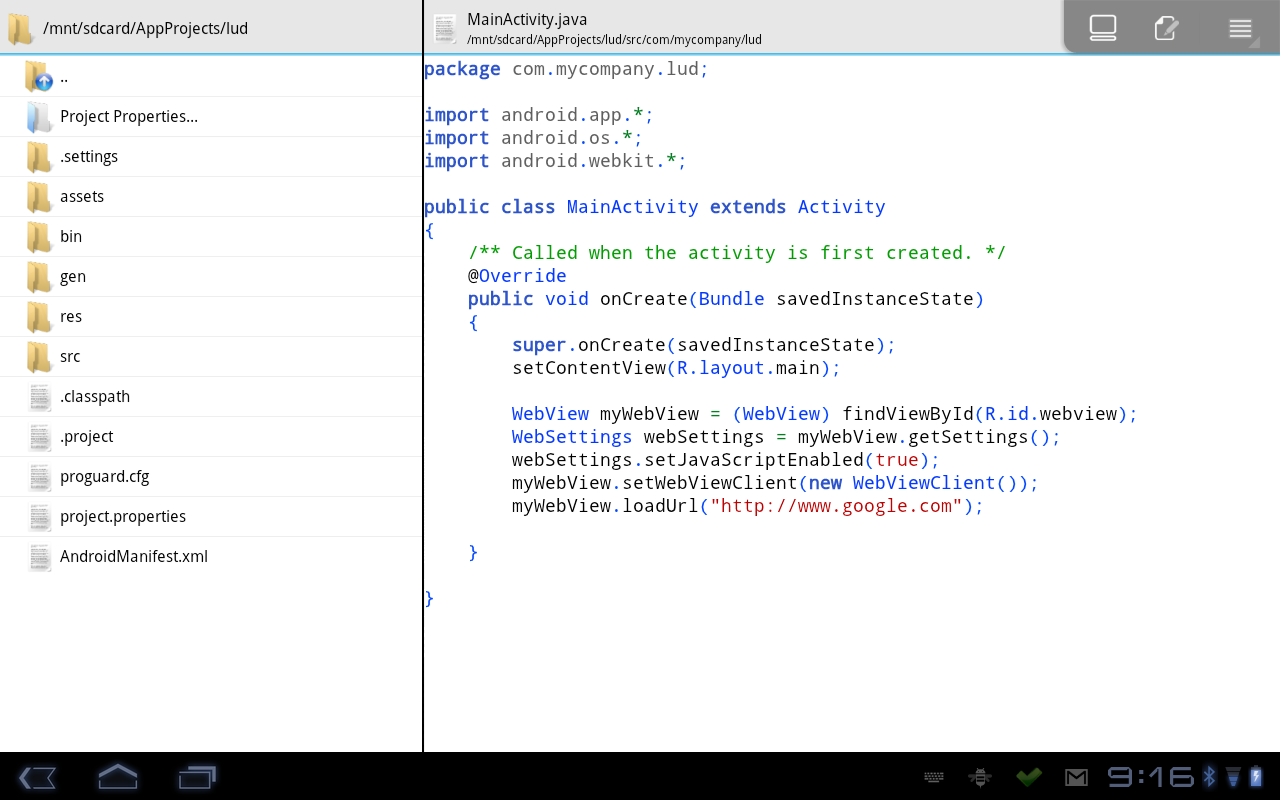 /mnt/sdcard/AppProjects/lud
..
Project Properties...
.settings
assets
bin
gen
res
src
.classpath
.project
proguard.cfg
project.properties
AndroidManifest.xml
MainActivity.java
/mnt/sdcard/AppProjects/lud/src/com/mycompany/lud
package com.mycompany.lud;
import android.app.*;
import android.os.*;
import android.webkit.*;
public class MainActivity extends Activity
{
    /** Called when the activity is first created. */
    @Override
    public void onCreate(Bundle savedInstanceState)
    {
        super.onCreate(savedInstanceState);
        setContentView(R.layout.main);
        WebView myWebView = (WebView) findViewById(R.id.webview);
        WebSettings webSettings = myWebView.getSettings();
        webSettings.setJavaScriptEnabled(true);
        myWebView.setWebViewClient(new WebViewClient());
        myWebView.loadUrl("http://www.google.com");
    }
}
9:16